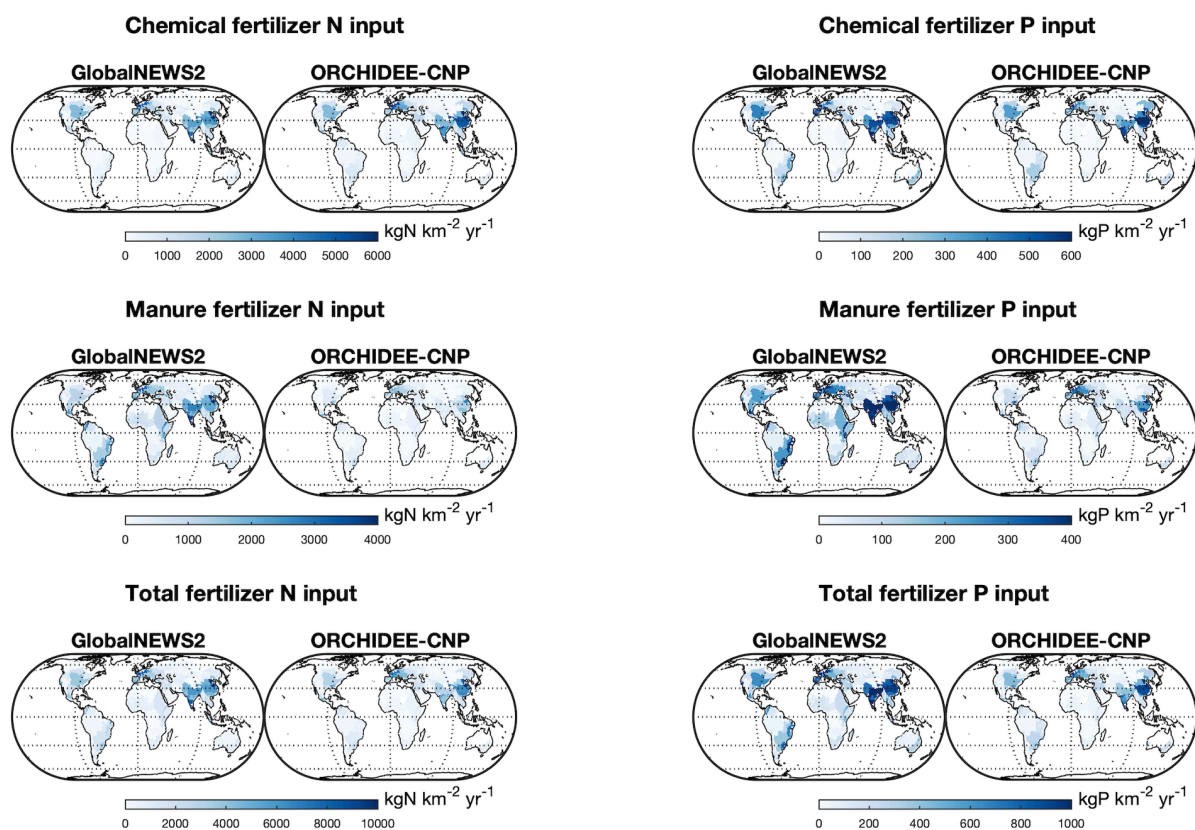 Chemical fertilizer N input
GlobalNEWS2 ORCHIDEE-CNP
kgN km⁻² yr⁻¹
0 1000 2000 3000 4000 5000 6000
Chemical fertilizer P input
GlobalNEWS2 ORCHIDEE-CNP
kgP km⁻² yr⁻¹
0 100 200 300 400 500 600
Manure fertilizer N input
GlobalNEWS2 ORCHIDEE-CNP
kgN km⁻² yr⁻¹
0 1000 2000 3000 4000
Manure fertilizer P input
GlobalNEWS2 ORCHIDEE-CNP
kgP km⁻² yr⁻¹
0 100 200 300 400
Total fertilizer N input
GlobalNEWS2 ORCHIDEE-CNP
kgN km⁻² yr⁻¹
0 2000 4000 6000 8000 10000
Total fertilizer P input
GlobalNEWS2 ORCHIDEE-CNP
kgP km⁻² yr⁻¹
0 200 400 600 800 1000